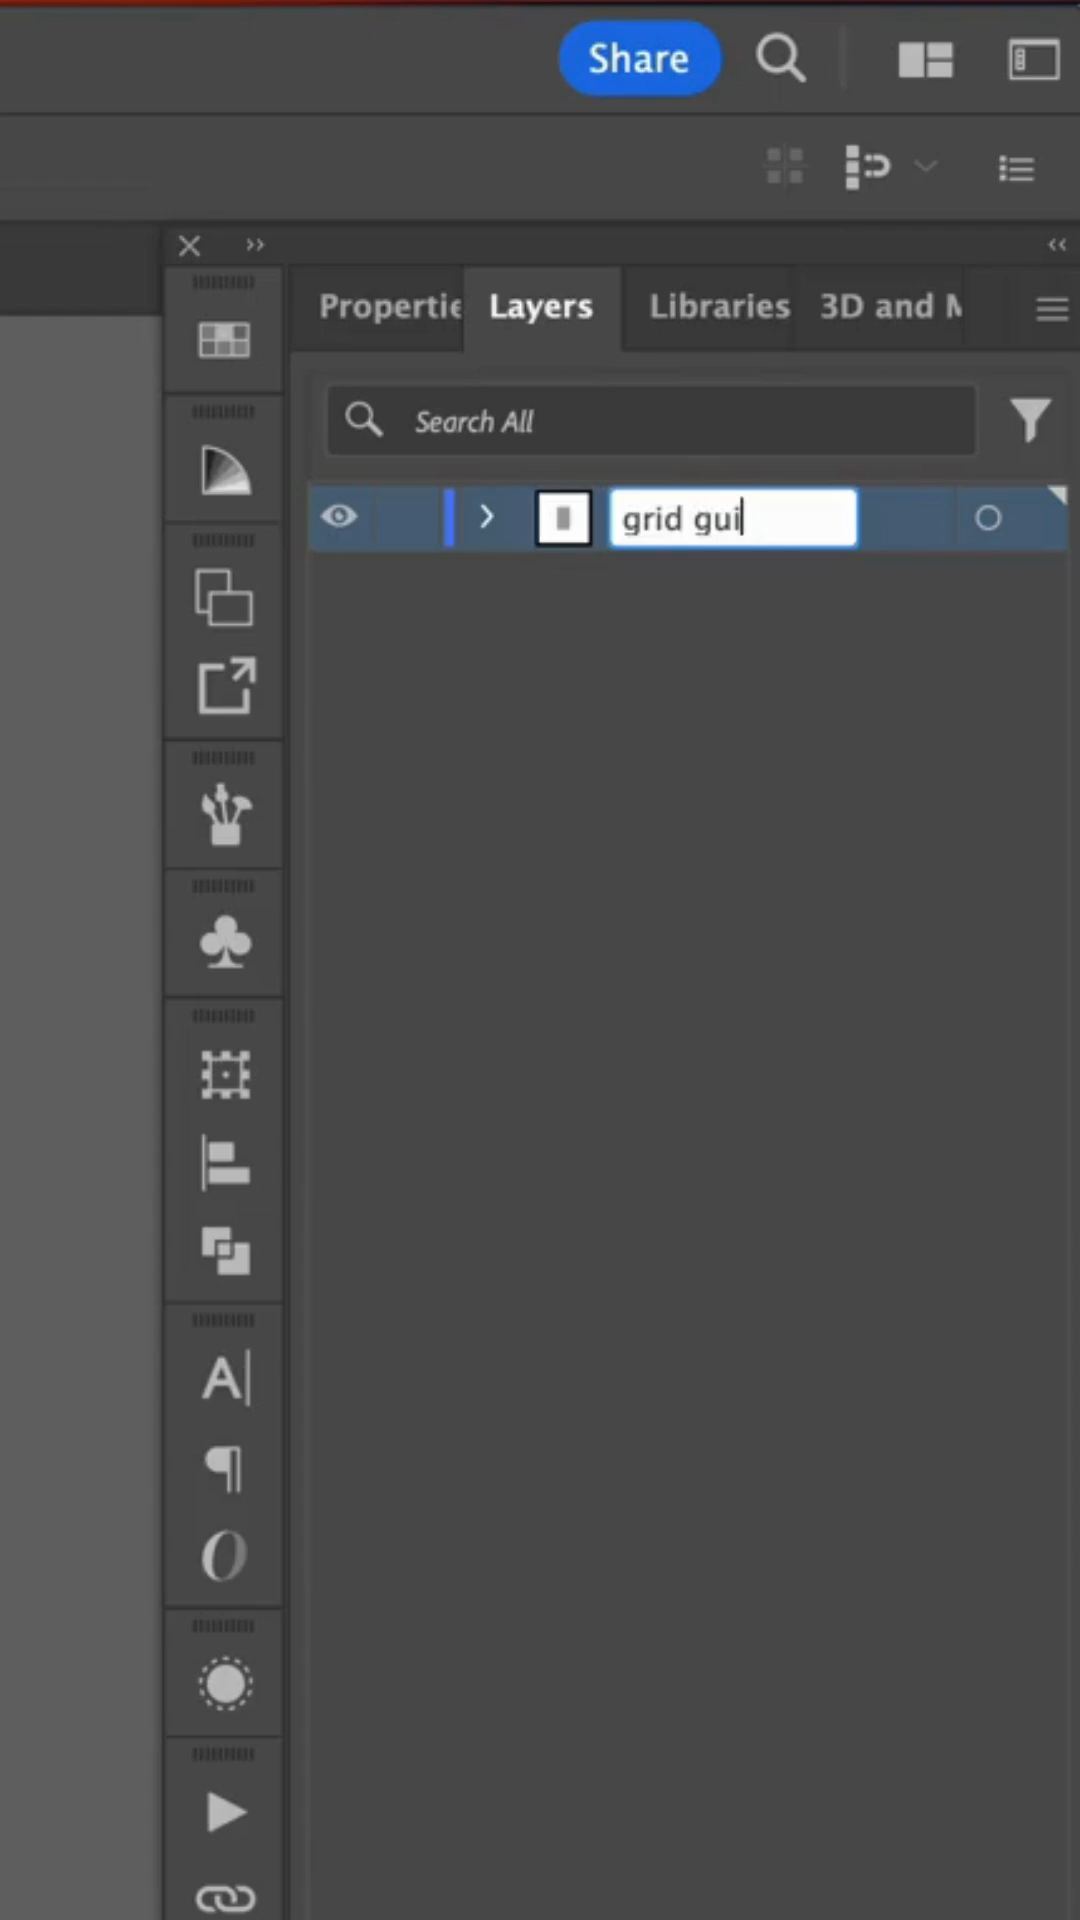 Share
Propertie
Layers
Libraries
3D and M
Search All
grid gui